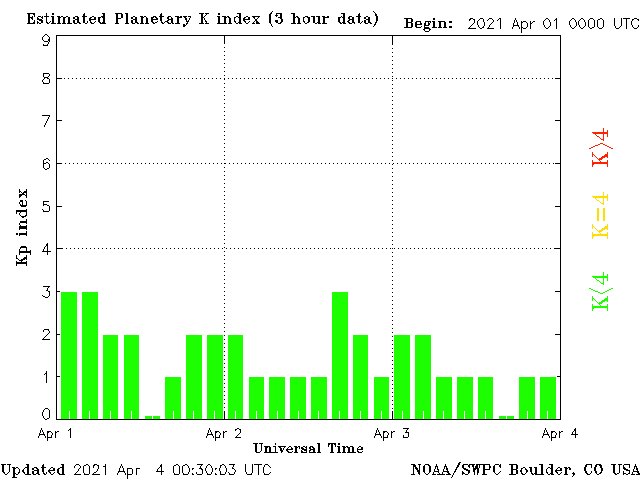 Estimated Planetary K index (3 hour data)
Begin: 2021 Apr 01 0000 UTC
9
8
7
6
5
4
3
2
1
0
Kp index
K>4
K=4
K<4
Apr 1
Apr 2
Apr 3
Apr 4
Universal Time
Updated 2021 Apr 4 00:30:03 UTC
NOAA/SWPC Boulder, CO USA